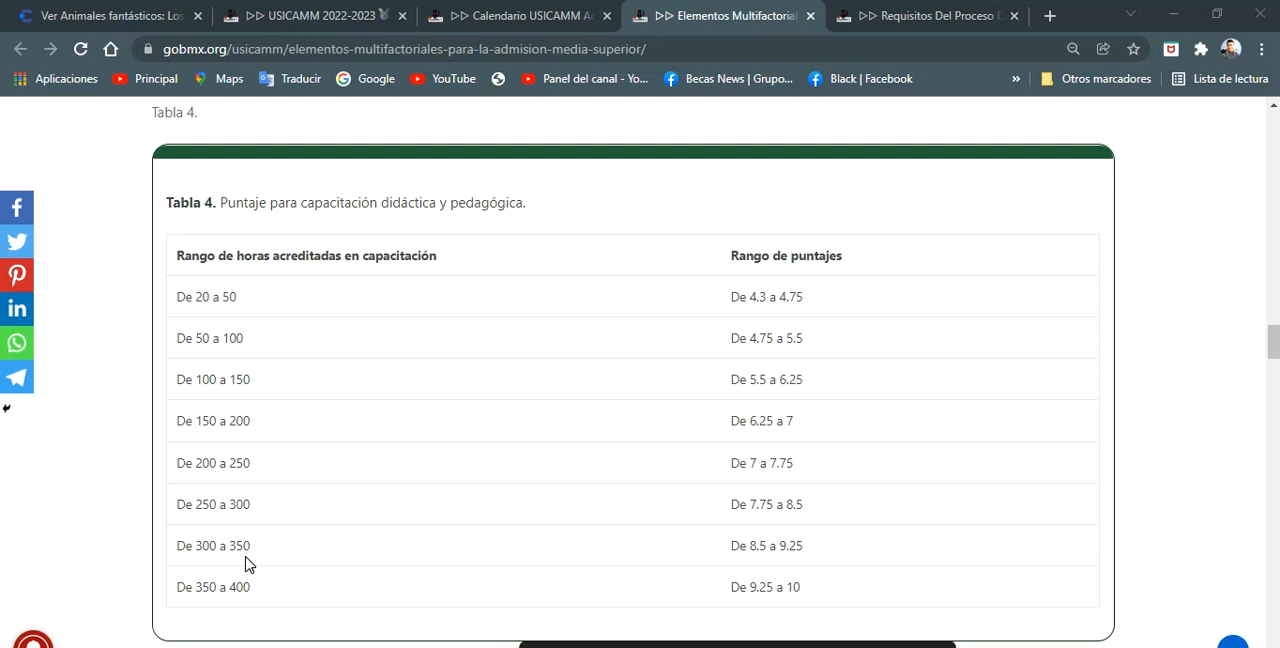 Ver Animales fantásticos: Los
>> USICAMM 2022-2023
>> Calendario USICAMM A
>> Elementos Multifactorial
>> Requisitos Del Proceso D
gobmx.org/usicamm/elementos-multifactoriales-para-la-admision-media-superior/
Aplicaciones Principal Maps Traducir Google YouTube Panel del canal - Yo... Becas News | Grupo... Black | Facebook » Otros marcadores Lista de lectura
Tabla 4.
Tabla 4. Puntaje para capacitación didáctica y pedagógica.
Rango de horas acreditadas en capacitación Rango de puntajes
De 20 a 50 De 4.3 a 4.75
De 50 a 100 De 4.75 a 5.5
De 100 a 150 De 5.5 a 6.25
De 150 a 200 De 6.25 a 7
De 200 a 250 De 7 a 7.75
De 250 a 300 De 7.75 a 8.5
De 300 a 350 De 8.5 a 9.25
De 350 a 400 De 9.25 a 10